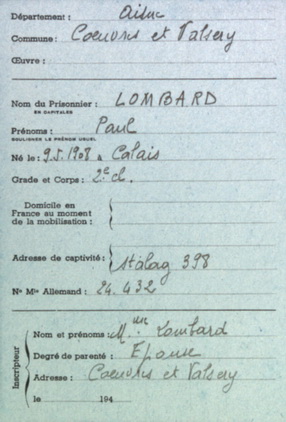 Département : Aisne
Commune : Coeuvres et Valsery
Œuvre :
Nom du Prisonnier : LOMBARD
EN CAPITALES
Prénoms : Paul
SOULIGNER LE PRÉNOM USUEL
Né le : 9.5.1908 à Calais
Grade et Corps : 2e cl.
Domicile en
France au moment
de la mobilisation :
Adresse de captivité : Stalag 398
No Mle Allemand : 24.432
Inscripteur
Nom et prénoms : Mme Lombard
Degré de parenté : Epouse
Adresse : Coeuvres et Valsery
le 194